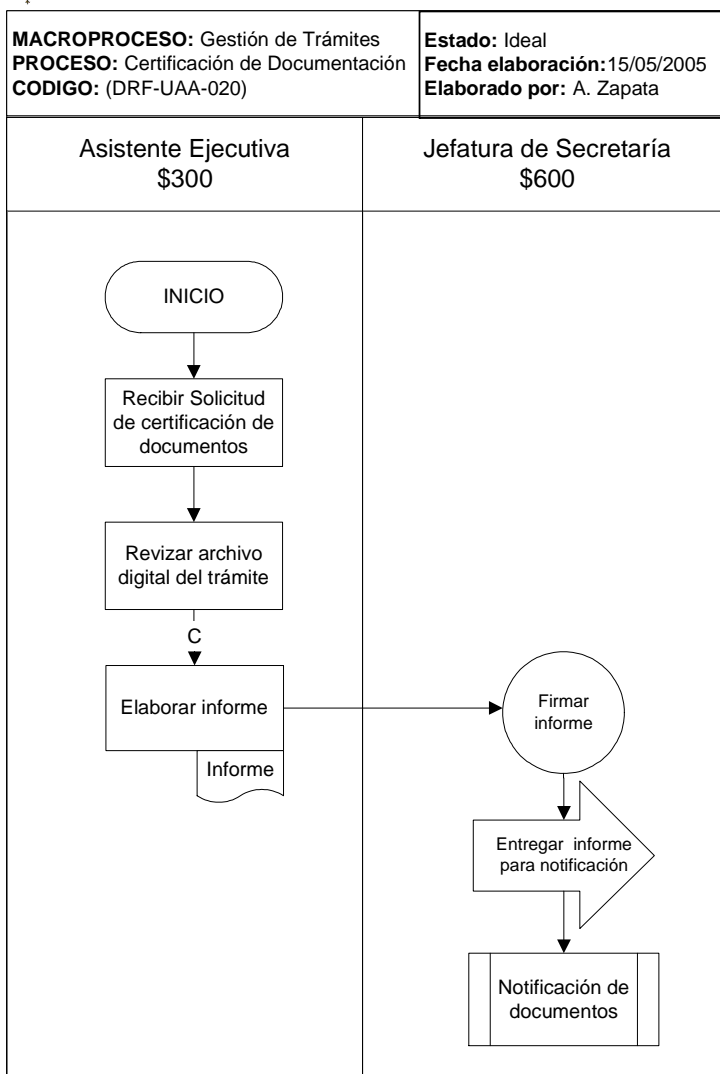 MACROPROCESO: Gestión de Trámites
PROCESO: Certificación de Documentación
CODIGO: (DRF-UAA-020)
Estado: Ideal
Fecha elaboración:15/05/2005
Elaborado por: A. Zapata
Asistente Ejecutiva
$300
Jefatura de Secretaría
$600
INICIO
Recibir Solicitud
de certificación de
documentos
Revizar archivo
digital del trámite
C
Elaborar informe
Informe
Firmar
informe
Entregar informe
para notificación
Notificación de
documentos